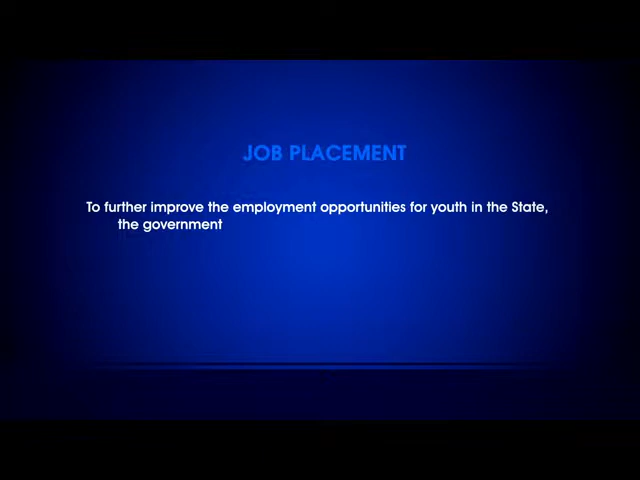 JOB PLACEMENT
To further improve the employment opportunities for youth in the State,
the government